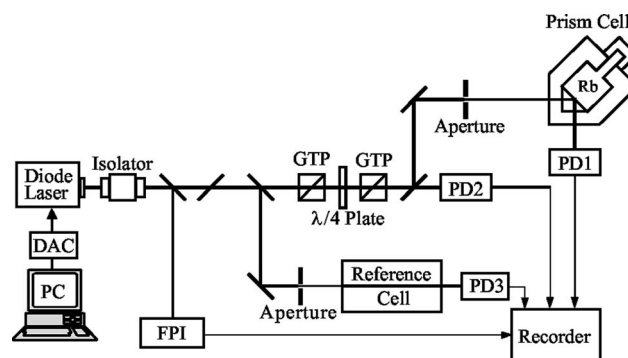 Prism Cell
Rb
Aperture
GTP
GTP
Isolator
Diode
Laser
PD1
PD2
λ/4 Plate
DAC
PC
Reference
Cell
PD3
Aperture
FPI
Recorder